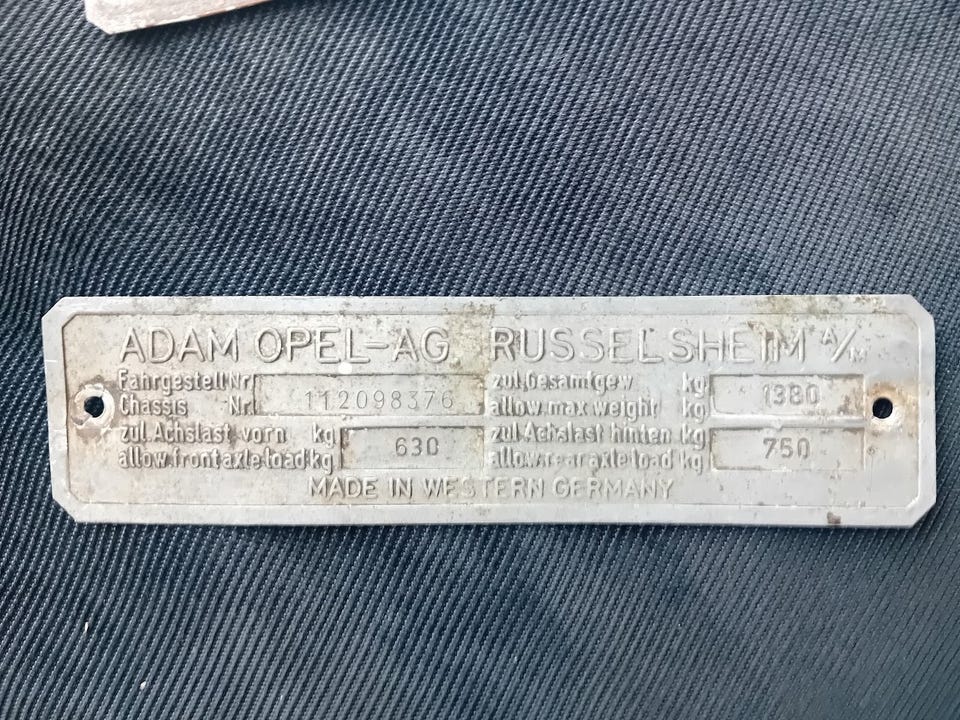 ADAM OPEL-AG RUSSELSHEIM A/M
Fahrgestell Nr. 112098376 zul. Gesamtgew kg 1380
Chassis Nr. allow. max weight kg
zul. Achslast vorn kg 630 zul. Achslast hinten kg 750
allow front axle load kg allow. rear axle load kg
MADE IN WESTERN GERMANY